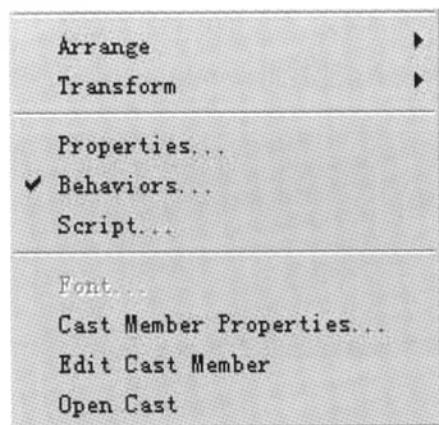 Arrange
Transform
Properties...
Behaviors...
Script...
Font...
Cast Member Properties...
Edit Cast Member
Open Cast